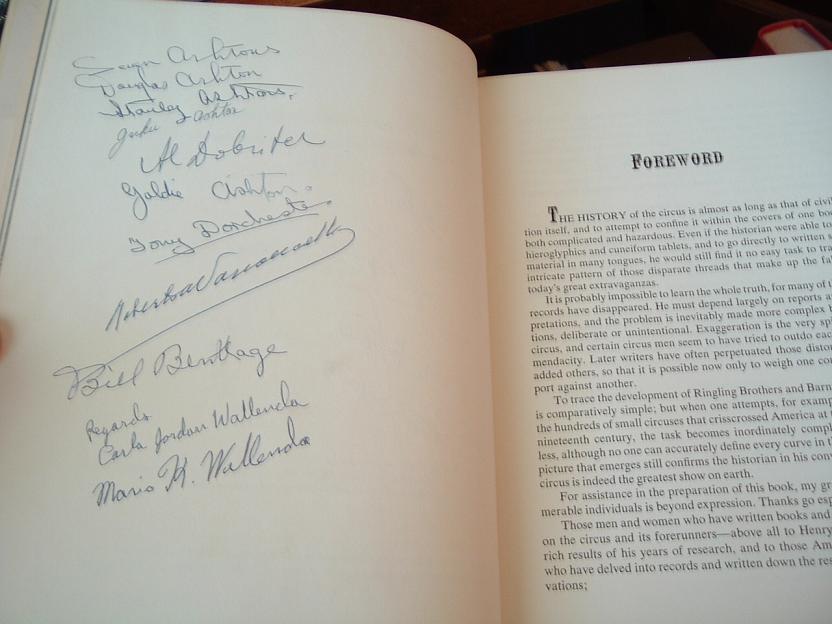 Ashtons
Douglas Ashton
Stanley Ashtons,
Ashton
Al Dobritch
Goldie Ashton.
Tony Dorcheste
Roberto
Bill Benttage
Regards
Carla Jordan Wallenda
Mario K. Wallenda
FOREWORD
THE HISTORY of the circus is almost as long as that of civi
tion itself, and to attempt to confine it within the covers of one bo
both complicated and hazardous. Even if the historian were able to
hieroglyphics and cuneiform tablets, and to go directly to written s
material in many tongues, he would still find it no easy task to tra
intricate pattern of those disparate threads that make up the fa
today's great extravaganzas.
It is probably impossible to learn the whole truth, for many of t
records have disappeared. He must depend largely on reports a
pretations, and the problem is inevitably made more complex
tions, deliberate or unintentional. Exaggeration is the very sp
circus, and certain circus men seem to have tried to outdo eac
mendacity. Later writers have often perpetuated those distor
added others, so that it is possible now only to weigh one con
port against another.
To trace the development of Ringling Brothers and Barn
is comparatively simple; but when one attempts, for examp
the hundreds of small circuses that crisscrossed America at
nineteenth century, the task becomes inordinately compl
less, although no one can accurately define every curve in t
picture that emerges still confirms the historian in his conv
circus is indeed the greatest show on earth.
For assistance in the preparation of this book, my gr
merable individuals is beyond expression. Thanks go esp
Those men and women who have written books and
on the circus and its forerunners—above all to Henry
rich results of his years of research, and to those Am
who have delved into records and written down the res
vations;